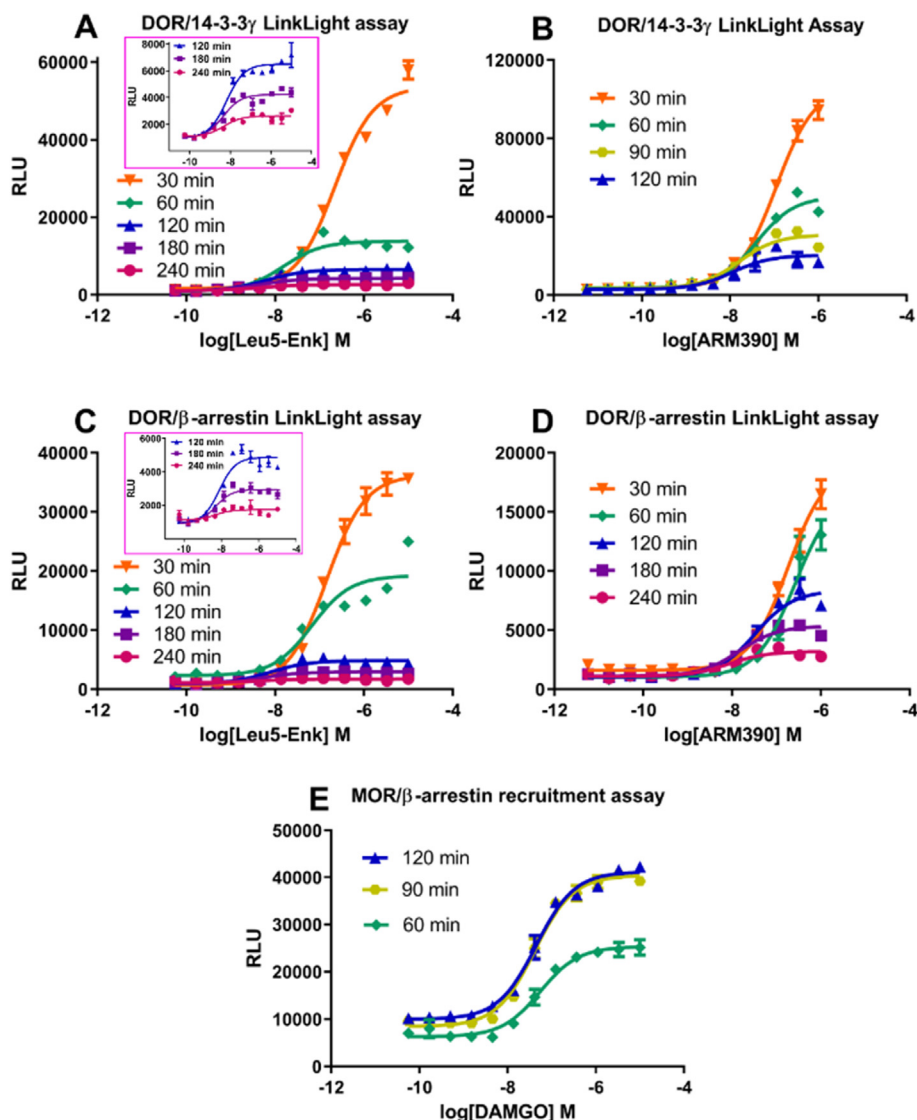 A DOR/14-3-3γ LinkLight assay
8000
6000
4000
2000
RLU
120 min
180 min
240 min
-10 -8 -6 -4
60000
40000
20000
0
RLU
30 min
60 min
120 min
180 min
240 min
-12 -10 -8 -6 -4
log[Leu5-Enk] M
B DOR/14-3-3γ LinkLight Assay
120000
80000
40000
0
RLU
30 min
60 min
90 min
120 min
-12 -10 -8 -6 -4
log[ARM390] M
C DOR/β-arrestin LinkLight assay
6000
4000
2000
RLU
120 min
180 min
240 min
-10 -8 -6 -4
40000
30000
20000
10000
0
RLU
30 min
60 min
120 min
180 min
240 min
-12 -10 -8 -6 -4
log[Leu5-Enk] M
D DOR/β-arrestin LinkLight assay
20000
15000
10000
5000
0
RLU
30 min
60 min
120 min
180 min
240 min
-12 -10 -8 -6 -4
log[ARM390] M
E MOR/β-arrestin recruitment assay
50000
40000
30000
20000
10000
0
RLU
120 min
90 min
60 min
-12 -10 -8 -6 -4
log[DAMGO] M